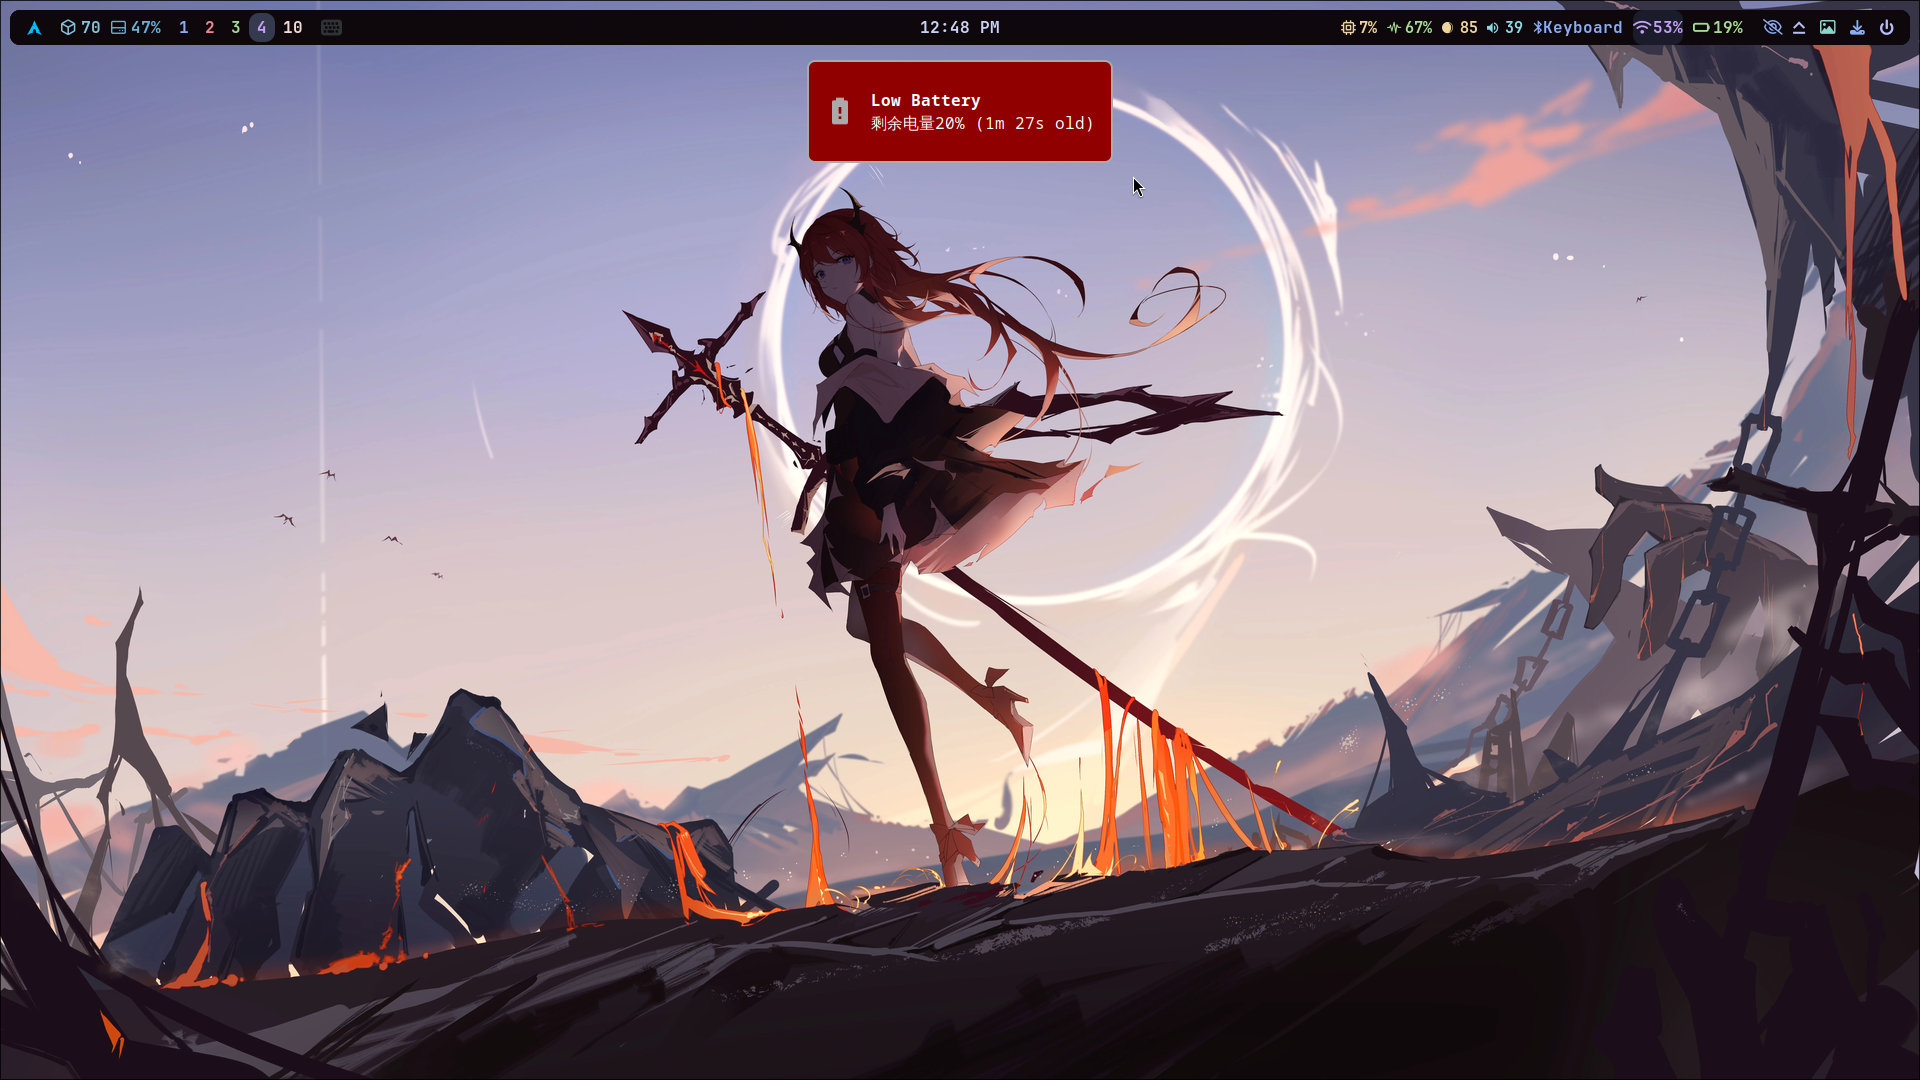 70 47% 1 2 3 4 10 12:48 PM 7% 67% 85 39 Keyboard 53% 19%
Low Battery
剩余电量20% (1m 27s old)